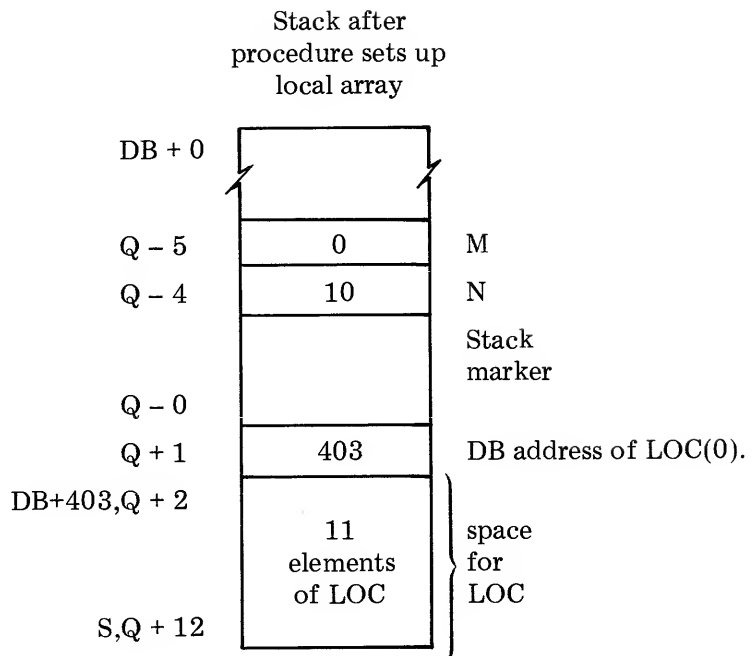 Stack after
procedure sets up
local array
DB + 0
Q – 5 0 M
Q – 4 10 N
Stack
marker
Q – 0
Q + 1 403 DB address of LOC(0).
DB+403,Q + 2
11
elements
of LOC
space
for
LOC
S,Q + 12